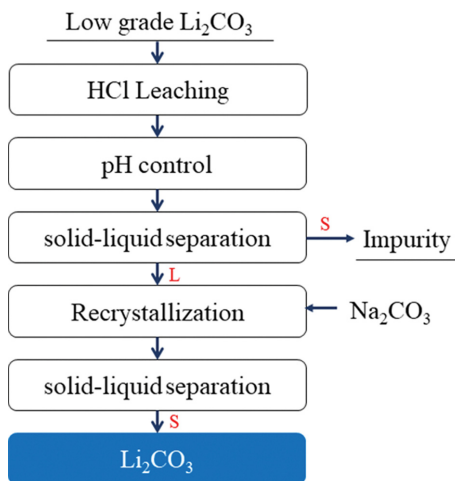 Low grade Li₂CO₃
HCl Leaching
pH control
solid-liquid separation
S
Impurity
L
Recrystallization
Na₂CO₃
solid-liquid separation
S
Li₂CO₃